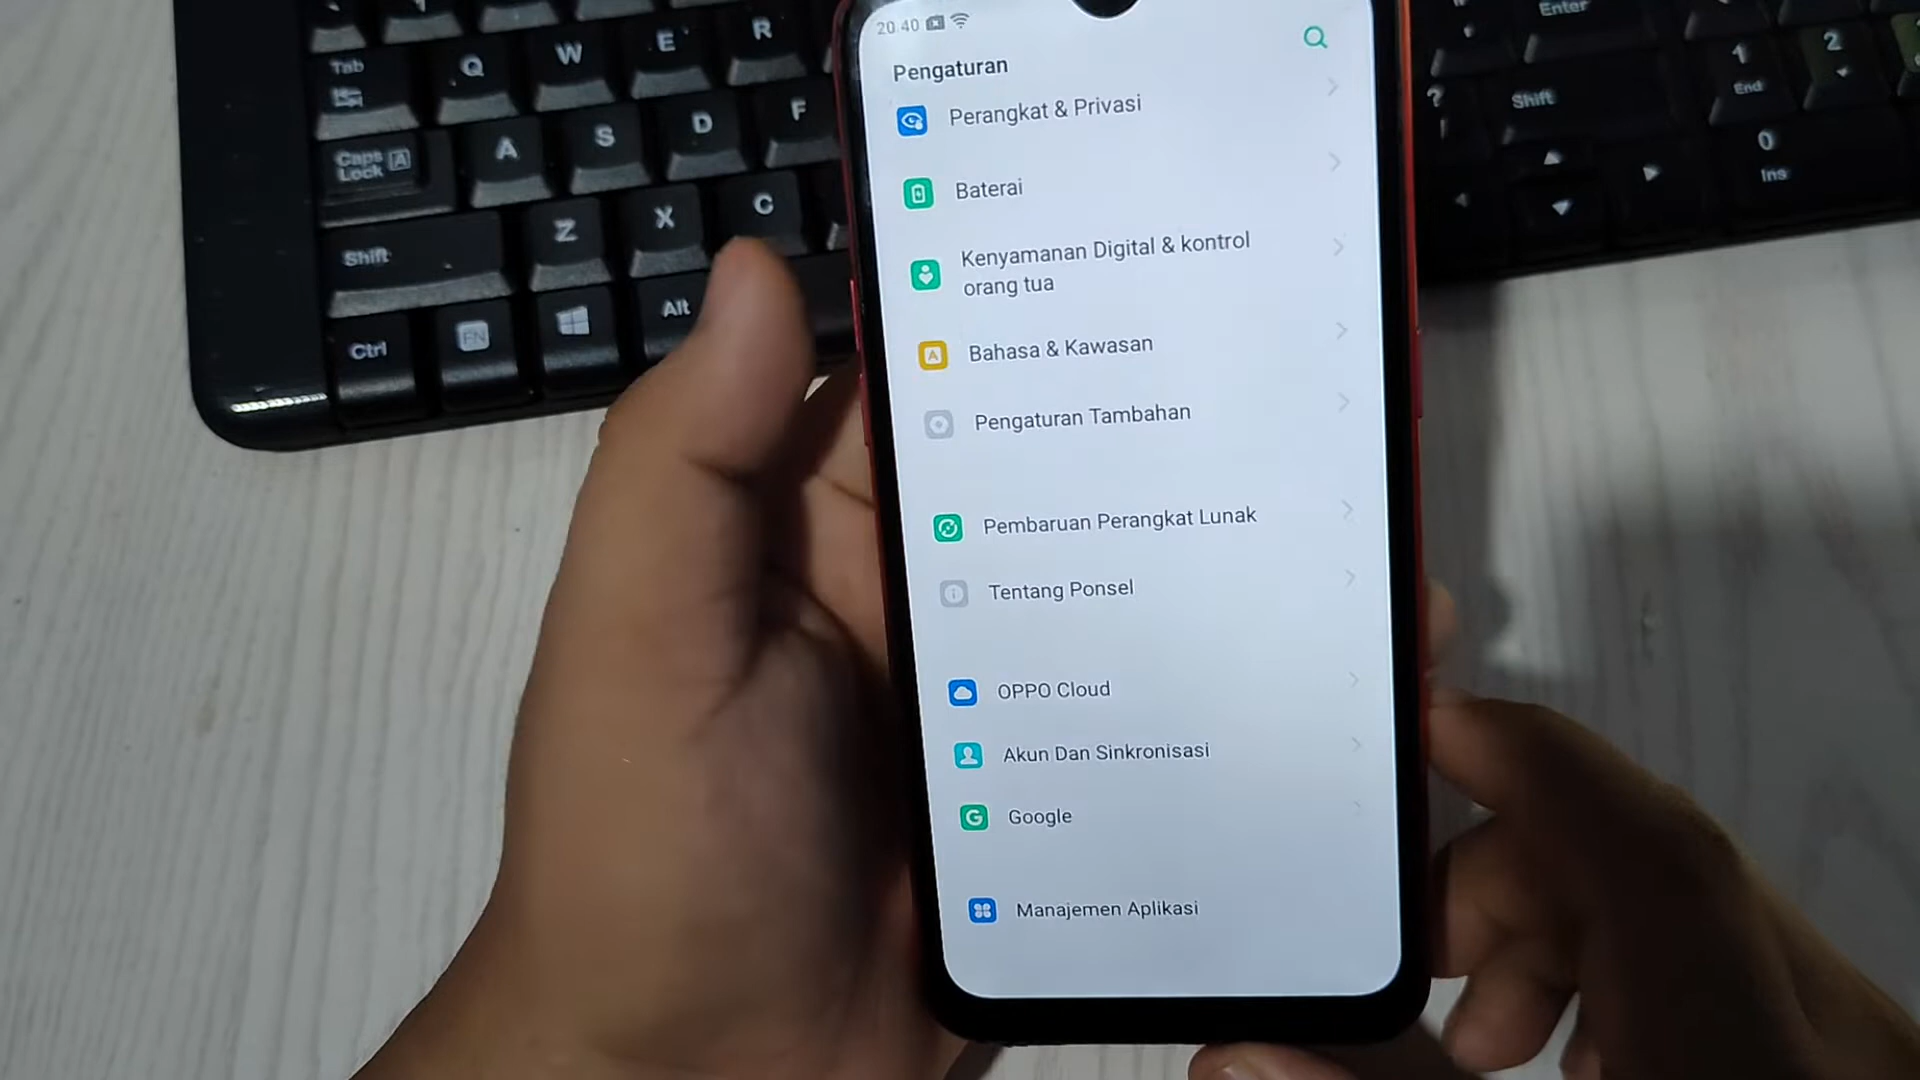 20.40
Pengaturan
Perangkat & Privasi
Baterai
Kenyamanan Digital & kontrol
orang tua
Bahasa & Kawasan
Pengaturan Tambahan
Pembaruan Perangkat Lunak
Tentang Ponsel
OPPO Cloud
Akun Dan Sinkronisasi
Google
Manajemen Aplikasi
Tab
Q
W
E
R
Caps
Lock
A
A
S
D
F
Shift
Z
X
C
Ctrl
FN
Alt
Enter
1
End
2
?
Shift
0
Ins